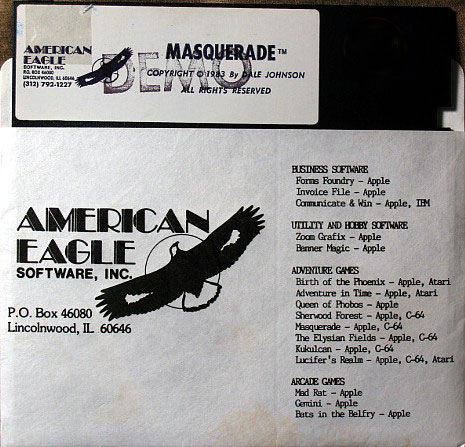 AMERICAN
EAGLE
SOFTWARE, INC.
P.O. BOX 46080
LINCOLNWOOD, ILL 60646
(312) 792-1227
MASQUERADE™
COPYRIGHT © 1983 By DALE JOHNSON
ALL RIGHTS RESERVED
DEMO
AMERICAN
EAGLE
SOFTWARE, INC.
P.O. Box 46080
Lincolnwood, IL 60646
BUSINESS SOFTWARE
Forms Foundry - Apple
Invoice File - Apple
Communicate & Win - Apple, IBM
UTILITY AND HOBBY SOFTWARE
Zoom Grafix - Apple
Banner Magic - Apple
ADVENTURE GAMES
Birth of the Phoenix - Apple, Atari
Adventure in Time - Apple, Atari
Queen of Phobos - Apple
Sherwood Forest - Apple, C-64
Masquerade - Apple, C-64
The Elysian Fields - Apple, C-64
Kukulcan - Apple, C-64
Lucifer's Realm - Apple, C-64, Atari
ARCADE GAMES
Mad Rat - Apple
Gemini - Apple
Bats in the Belfry - Apple